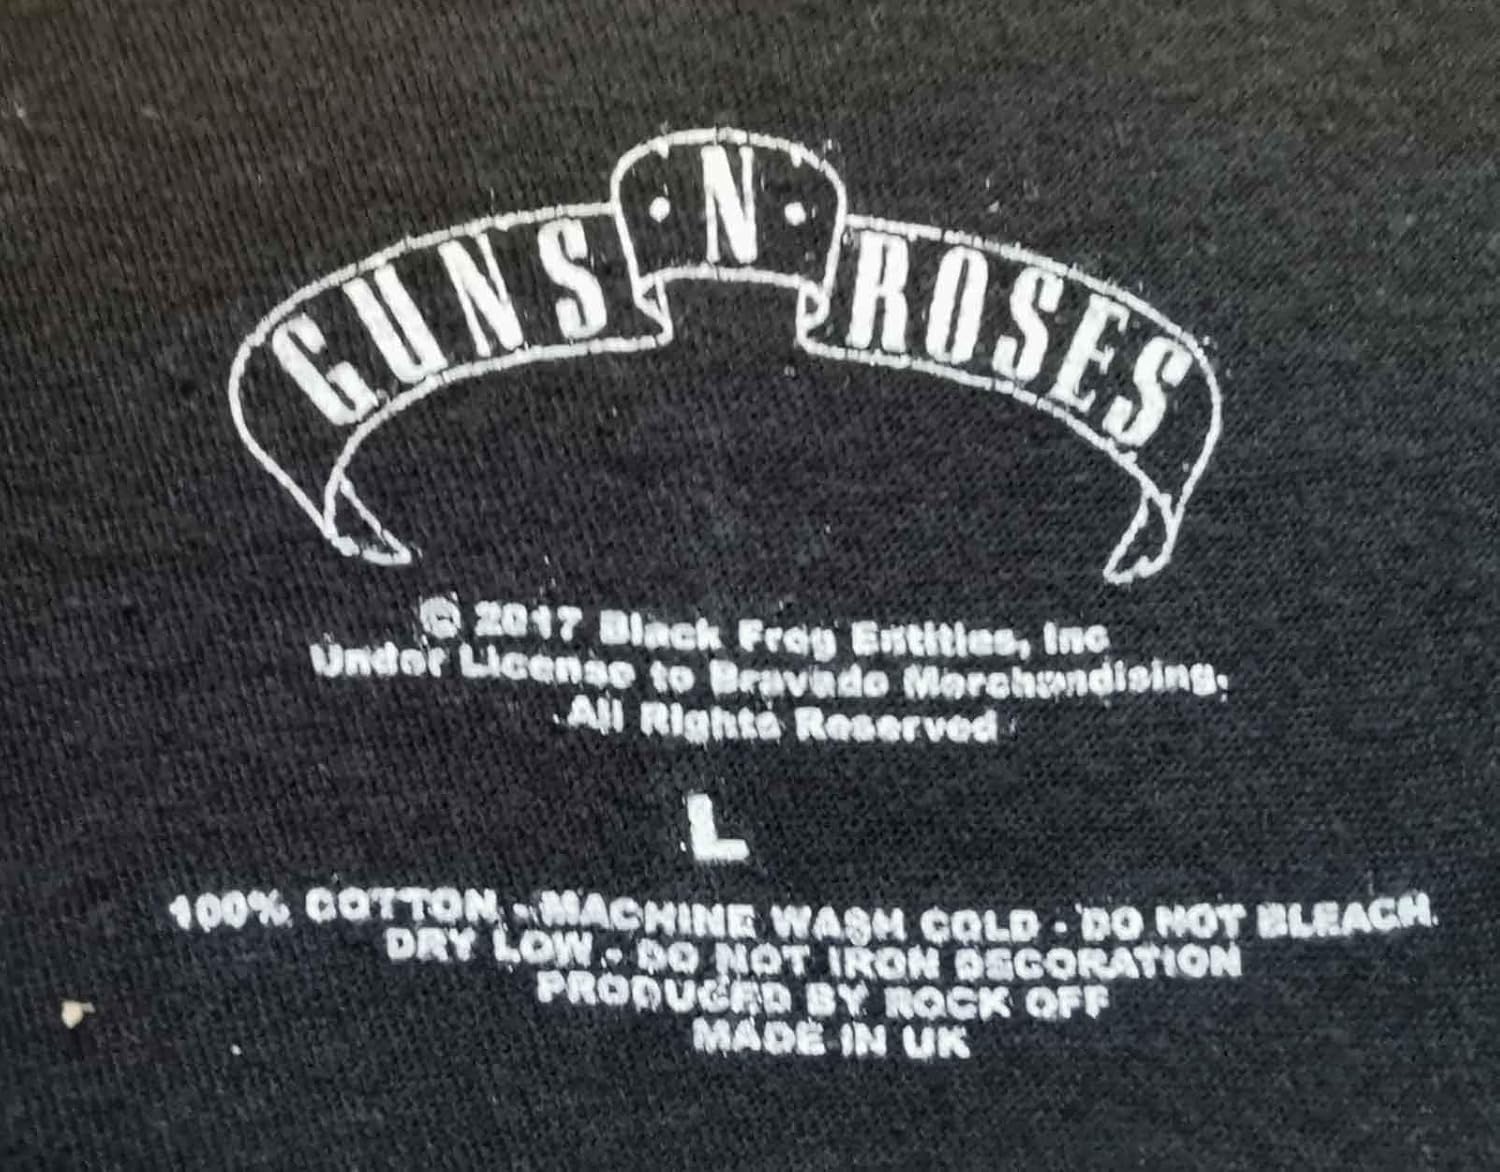 GUNS · N · ROSES
© 2017 Black Frog Entities, Inc
Under License to Bravado Merchandising.
All Rights Reserved
L
100% COTTON - MACHINE WASH COLD - DO NOT BLEACH
DRY LOW - DO NOT IRON DECORATION
PRODUCED BY ROCK OFF
MADE IN UK